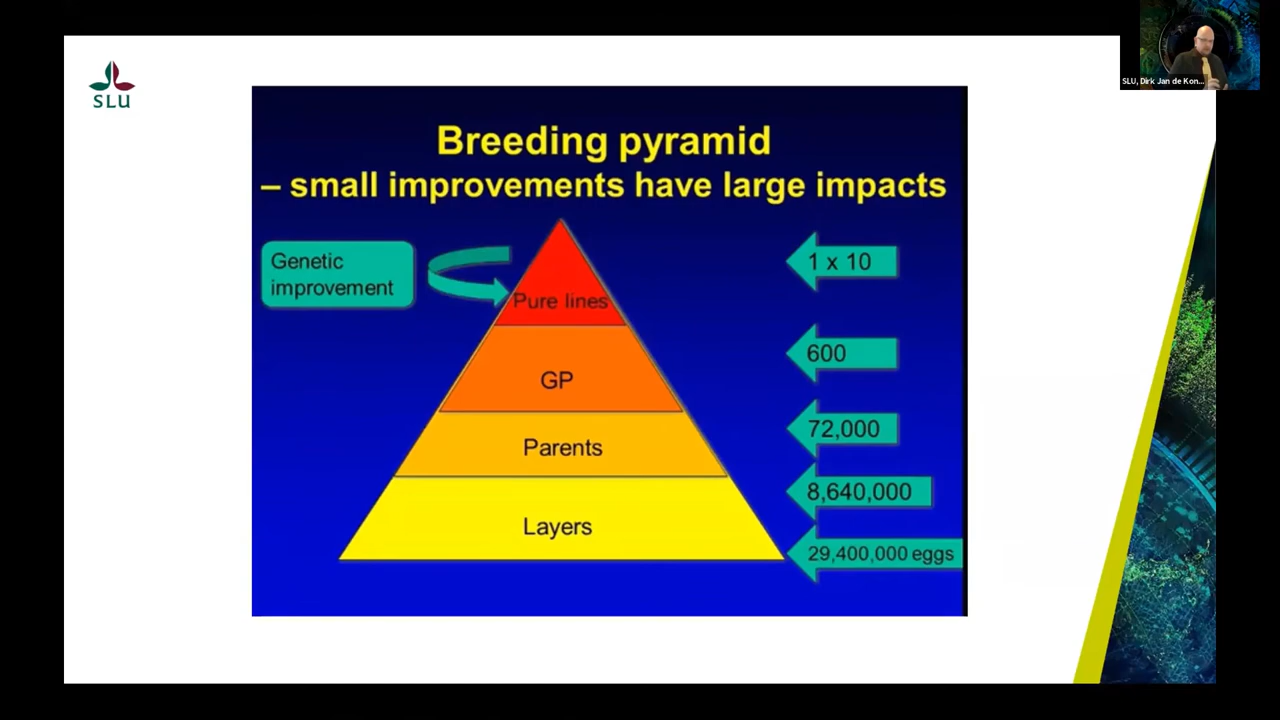 SLU
SLU, Dirk Jan de Kon...
Breeding pyramid
– small improvements have large impacts
Genetic
improvement
Pure lines
1 x 10
GP
600
Parents
72,000
Layers
8,640,000
29,400,000 eggs